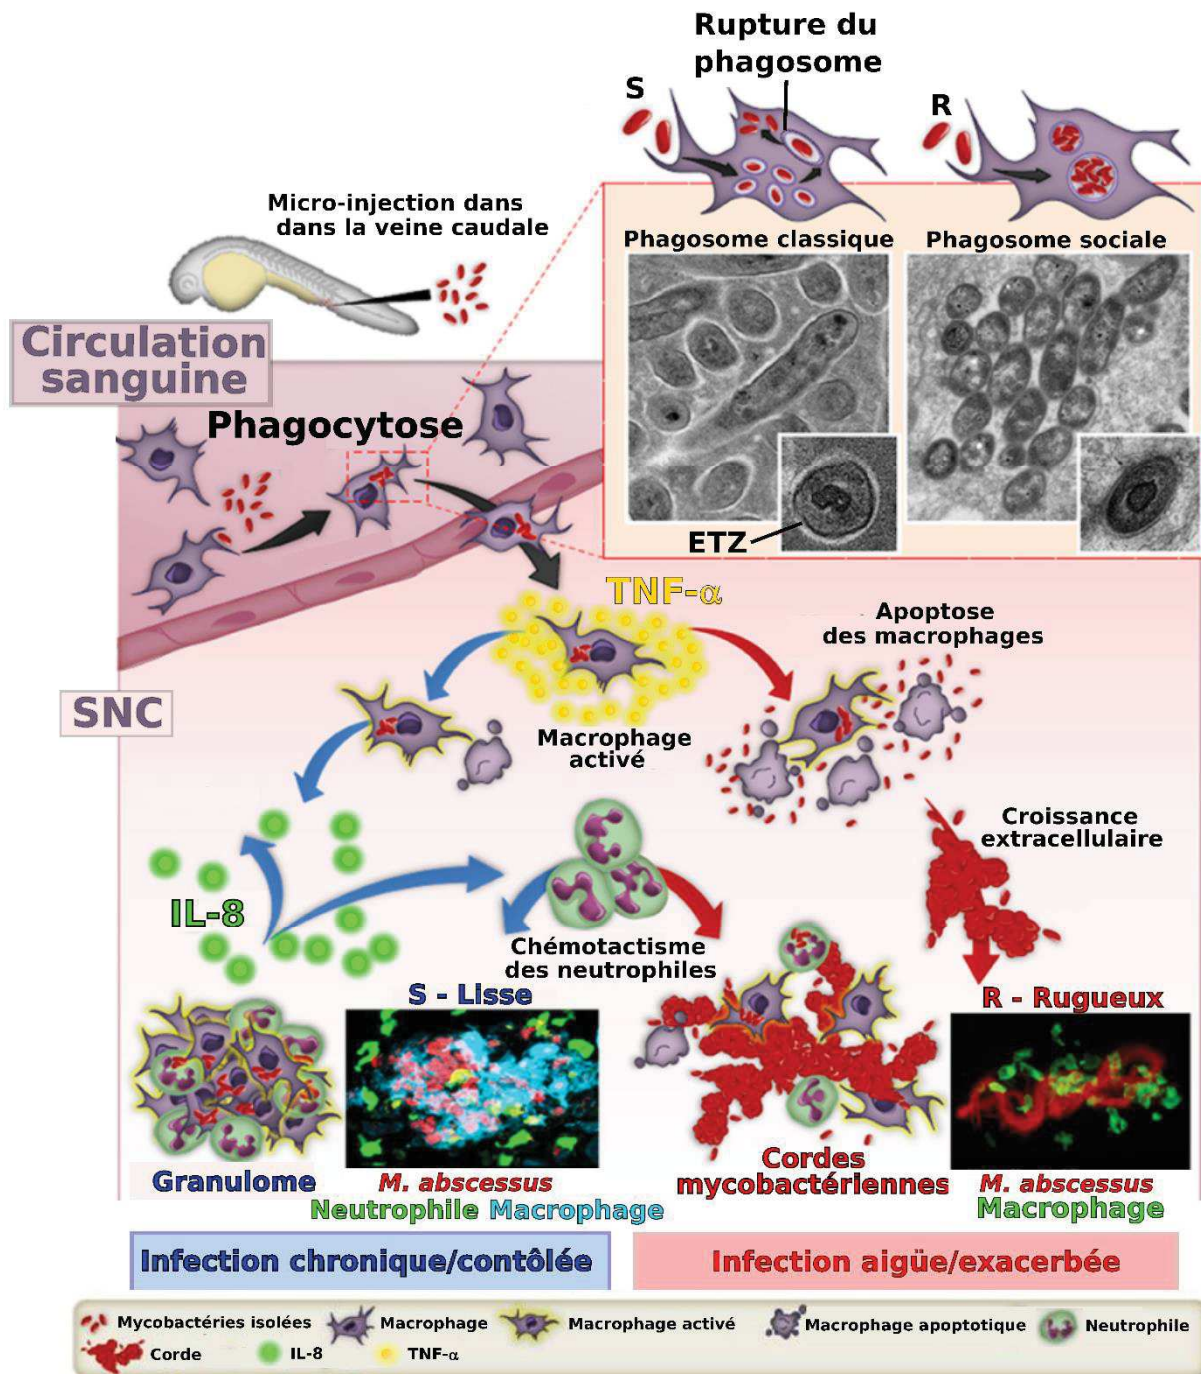 Rupture du
phagosome
S
R
Micro-injection dans
dans la veine caudale
Phagosome classique
Phagosome sociale
Circulation
sanguine
Phagocytose
ETZ
TNF-α
Apoptose
des macrophages
SNC
Macrophage
activé
Croissance
extracellulaire
IL-8
Chémotactisme
des neutrophiles
S - Lisse
R - Rugueux
Granulome
M. abscessus
Neutrophile Macrophage
Cordes
mycobactériennes
M. abscessus
Macrophage
Infection chronique/contôlée
Infection aigüe/exacerbée
Mycobactéries isolées
Macrophage
Macrophage activé
Macrophage apoptotique
Neutrophile
Corde
IL-8
TNF-α